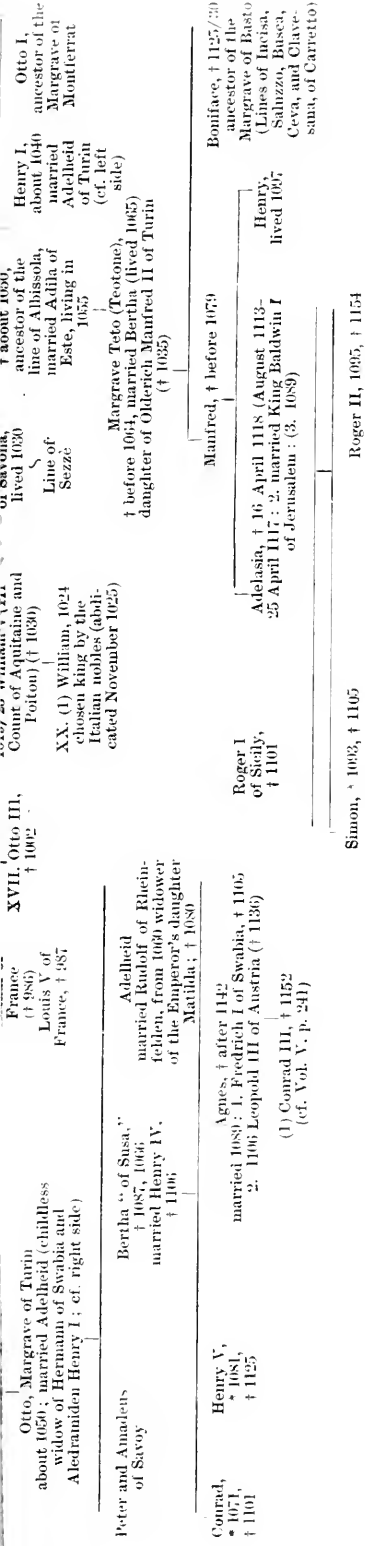 Otto, Margrave of Turin
about 1050; married Adelheid (childless
widow of Hermann of Swabia and
Aledramiden Henry I; cf. right side)
France
(† 986)
Louis V of
France, † 987
XVII. Otto III,
† 1002
Count of Aquitaine and
Poitou) († 1030)
XX. (1) William, 1024
chosen king by the
Italian nobles (abdi-
cated November 1025)
of Savona,
lived 1030
Line of
Sezzè
† about 1050,
ancestor of the
line of Albissola,
married Adila of
Este, living in
1055
Henry I,
about 1040
married
Adelheid
of Turin
(cf. left
side)
Otto I,
ancestor of the
Margrave of
Montferrat
Margrave Teto (Teotone),
† before 1064, married Bertha (lived 1065)
daughter of Olderich Manfred II of Turin
(† 1035)
Peter and Amadeus
of Savoy
Bertha "of Susa,"
† 1087, 1066
married Henry IV,
† 1106
Adelheid
married Rudolf of Rhein-
felden, from 1060 widower
of the Emperor's daughter
Matilda; † 1080
Manfred, † before 1079
Boniface, † 1125/30
ancestor of the
Margrave of Basto
(Lines of Incisa,
Saluzzo, Busca,
Ceva, and Clave-
sana, of Carretto)
Conrad,
* 1071,
† 1101
Henry V,
* 1081,
† 1125
Agnes, † after 1142
married 1089: 1. Fredrich I of Swabia, † 1105
2. 1106 Leopold III of Austria († 1136)
(1) Conrad III, † 1152
(cf. Vol. V. p. 241)
Roger I
of Sicily,
† 1101
Adelasia, † 16 April 1118 (August 1113–
25 April 1117: 2. married King Baldwin I
of Jerusalem: (3. 1089)
Henry,
lived 1097
Simon, * 1093, † 1105
Roger II, 1095, † 1154